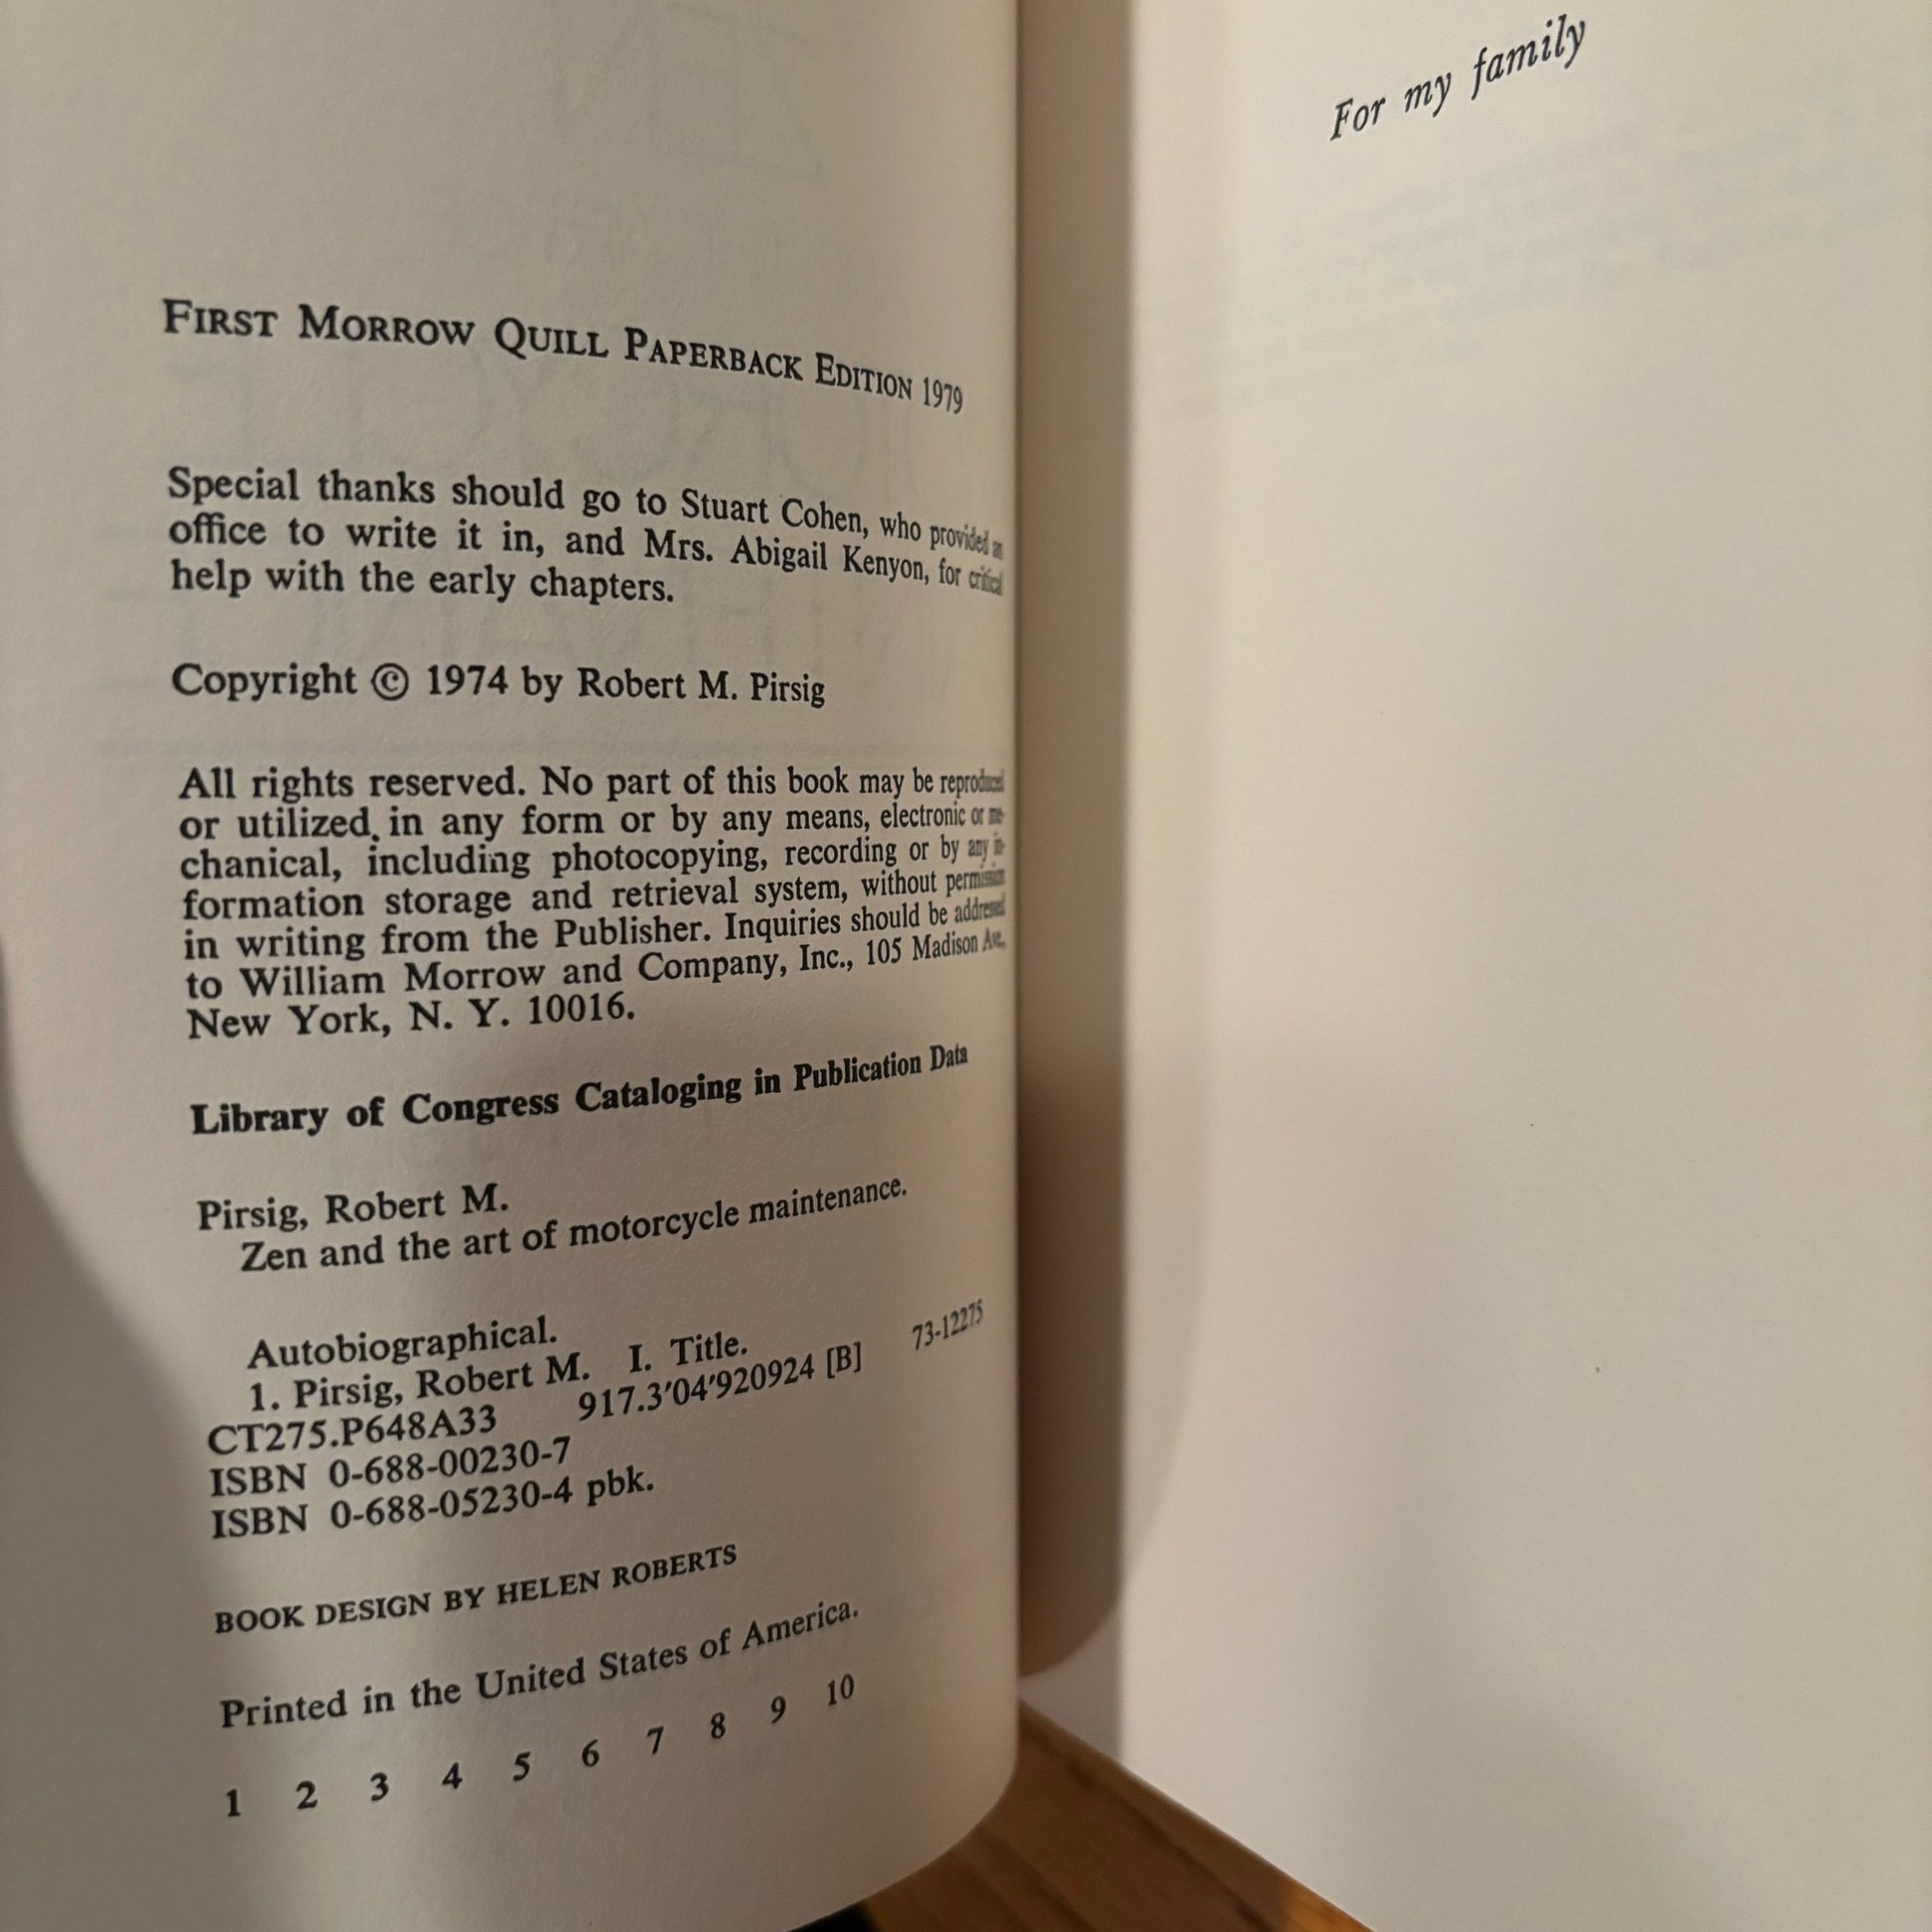 FIRST MORROW QUILL PAPERBACK EDITION 1979
Special thanks should go to Stuart Cohen, who provided an
office to write it in, and Mrs. Abigail Kenyon, for critical
help with the early chapters.
Copyright © 1974 by Robert M. Pirsig
All rights reserved. No part of this book may be reproduced
or utilized in any form or by any means, electronic or me-
chanical, including photocopying, recording or by any in-
formation storage and retrieval system, without permission
in writing from the Publisher. Inquiries should be addressed
to William Morrow and Company, Inc., 105 Madison Ave.,
New York, N. Y. 10016.
Library of Congress Cataloging in Publication Data
Pirsig, Robert M.
Zen and the art of motorcycle maintenance.
Autobiographical.
1. Pirsig, Robert M. I. Title.
CT275.P648A33 917.3′04′920924 [B] 73-12275
ISBN 0-688-00230-7
ISBN 0-688-05230-4 pbk.
BOOK DESIGN BY HELEN ROBERTS
Printed in the United States of America.
1 2 3 4 5 6 7 8 9 10
For my family